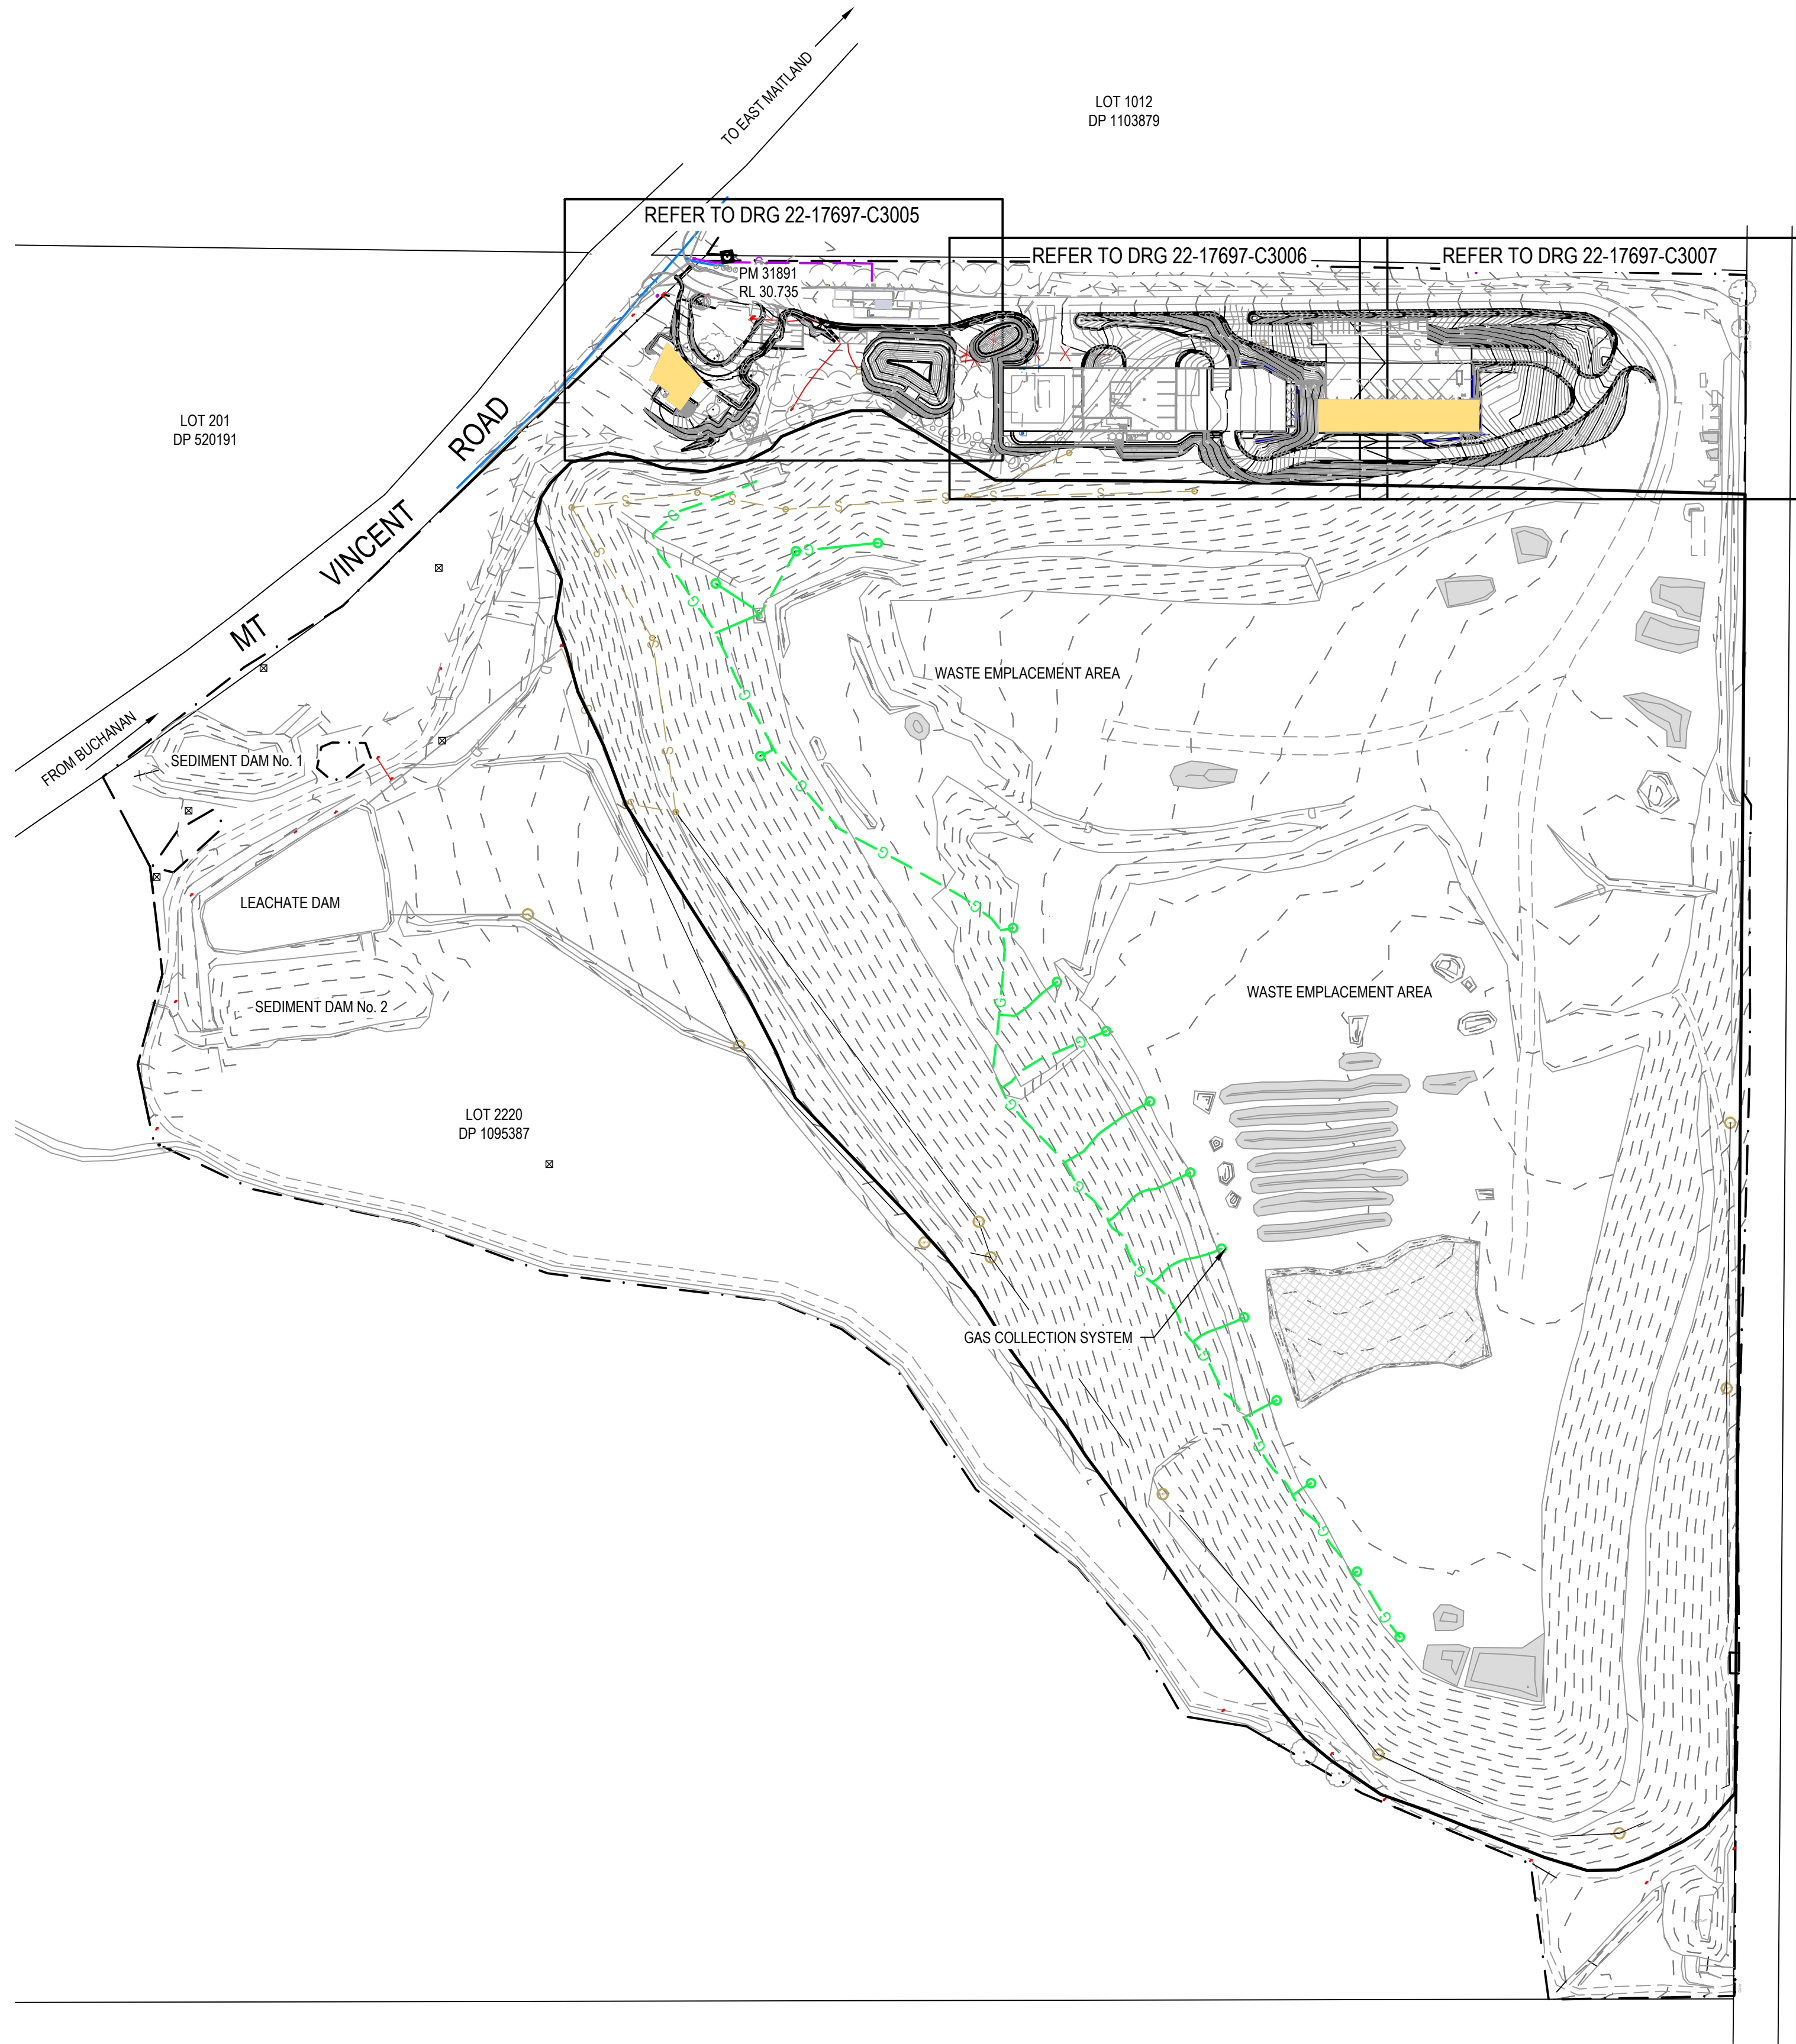 TO EAST MAITLAND
LOT 1012
DP 1103879
REFER TO DRG 22-17697-C3005
REFER TO DRG 22-17697-C3006
REFER TO DRG 22-17697-C3007
PM 31891
RL 30.735
LOT 201
DP 520191
MT VINCENT ROAD
FROM BUCHANAN
WASTE EMPLACEMENT AREA
SEDIMENT DAM No. 1
LEACHATE DAM
SEDIMENT DAM No. 2
WASTE EMPLACEMENT AREA
LOT 2220
DP 1095387
GAS COLLECTION SYSTEM